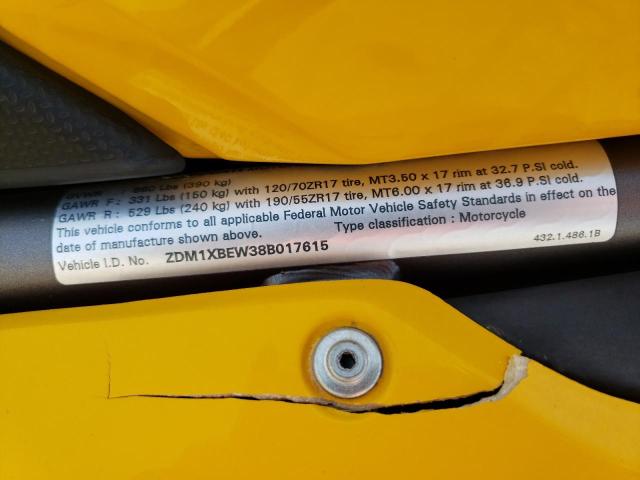 GVWR : 860 Lbs (390 kg)
GAWR F : 331 Lbs (150 kg) with 120/70ZR17 tire, MT3.50 x 17 rim at 32.7 P.SI cold.
GAWR R : 529 Lbs (240 kg) with 190/55ZR17 tire, MT6.00 x 17 rim at 36.9 P.SI cold.
This vehicle conforms to all applicable Federal Motor Vehicle Safety Standards in effect on the
date of manufacture shown above. Type classification : Motorcycle
Vehicle I.D. No. ZDM1XBEW38B017615 432.1.486.1B